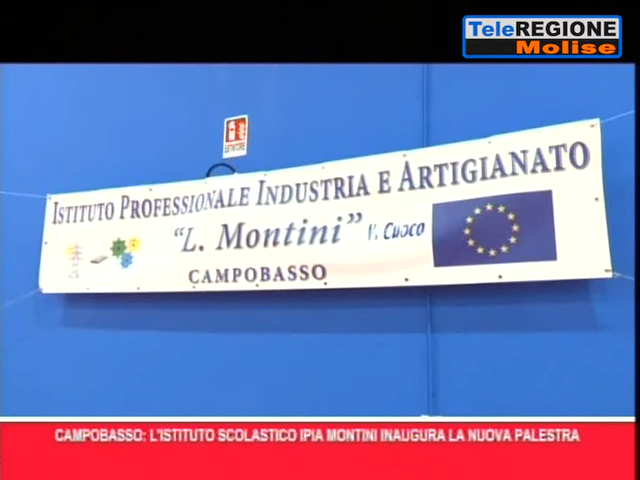 TeleREGIONE
Molise
ESTINTORE
ISTITUTO PROFESSIONALE INDUSTRIA E ARTIGIANATO
"L. Montini" V. Cuoco
CAMPOBASSO
CAMPOBASSO: L'ISTITUTO SCOLASTICO IPIA MONTINI INAUGURA LA NUOVA PALESTRA